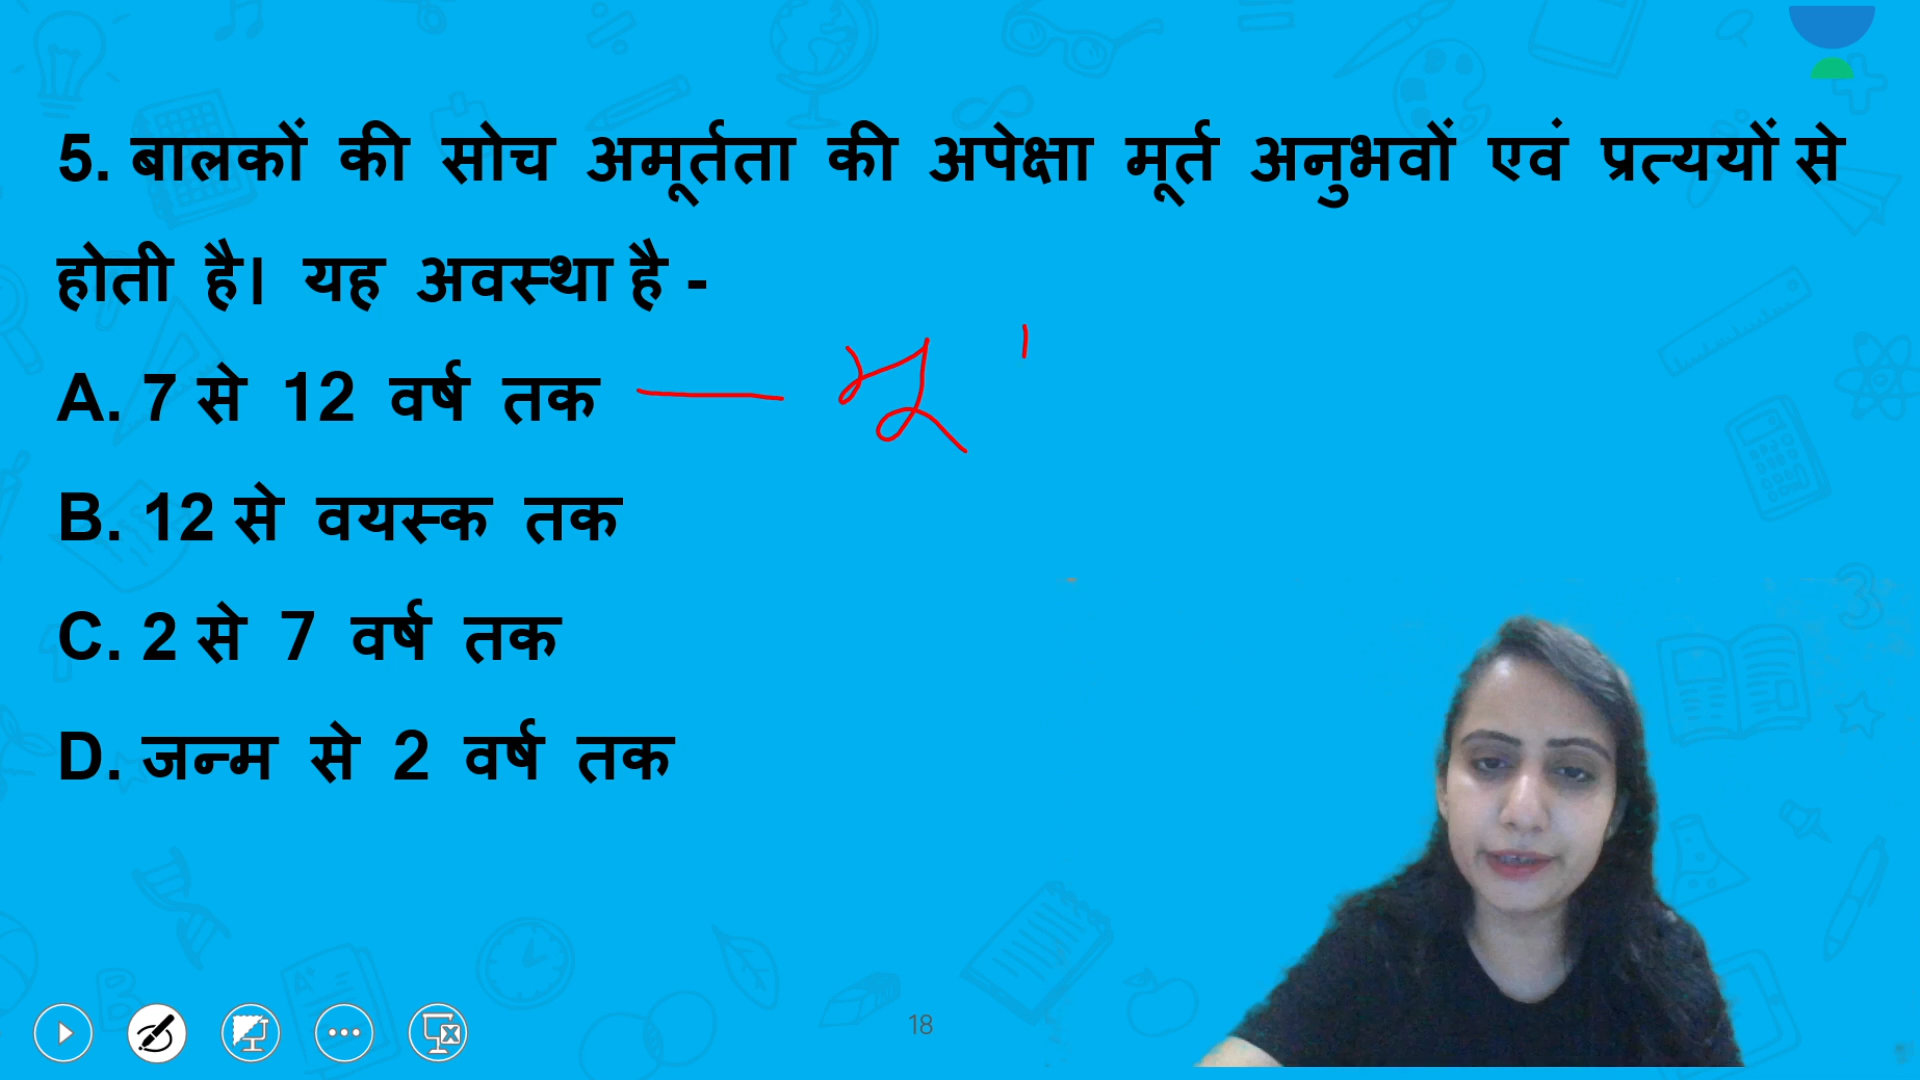 5. बालकों की सोच अमूर्तता की अपेक्षा मूर्त अनुभवों एवं प्रत्ययों से
होती है। यह अवस्था है -
A. 7 से 12 वर्ष तक
B. 12 से वयस्क तक
C. 2 से 7 वर्ष तक
D. जन्म से 2 वर्ष तक
18